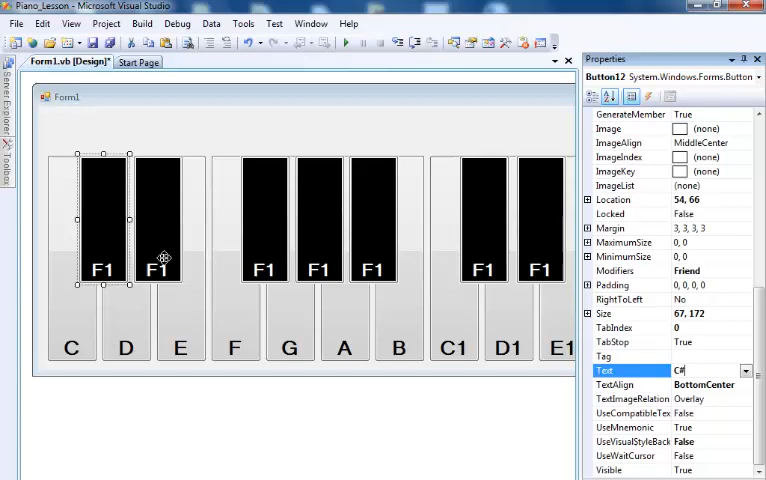 Piano_Lesson - Microsoft Visual Studio
File Edit View Project Build Debug Data Tools Test Window Help
Form1.vb [Design]* Start Page
Server Explorer
Toolbox
Form1
F1 F1 F1 F1 F1 F1 F1
C D E F G A B C1 D1 E1
Properties
Button12 System.Windows.Forms.Button
GenerateMember True
Image (none)
ImageAlign MiddleCenter
ImageIndex (none)
ImageKey (none)
ImageList (none)
Location 54, 66
Locked False
Margin 3, 3, 3, 3
MaximumSize 0, 0
MinimumSize 0, 0
Modifiers Friend
Padding 0, 0, 0, 0
RightToLeft No
Size 67, 172
TabIndex 0
TabStop True
Tag
Text C#
TextAlign BottomCenter
TextImageRelation Overlay
UseCompatibleTex False
UseMnemonic True
UseVisualStyleBack False
UseWaitCursor False
Visible True